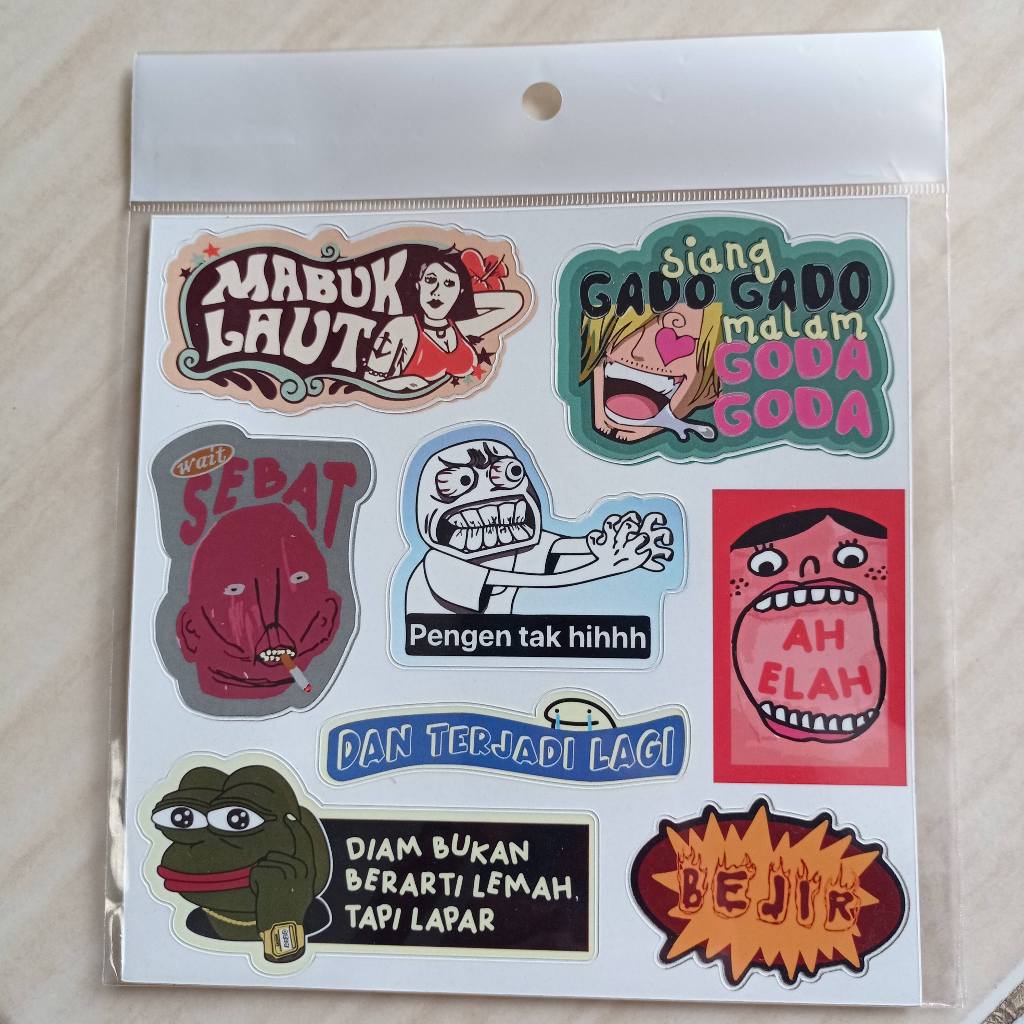 MABUK
LAUT
siang
GADO GADO
malam
GODA
GODA
wait
SEBAT
Pengen tak hihhh
AH
ELAH
DAN TERJADI LAGI
DIAM BUKAN
BERARTI LEMAH,
TAPI LAPAR
BEJIR